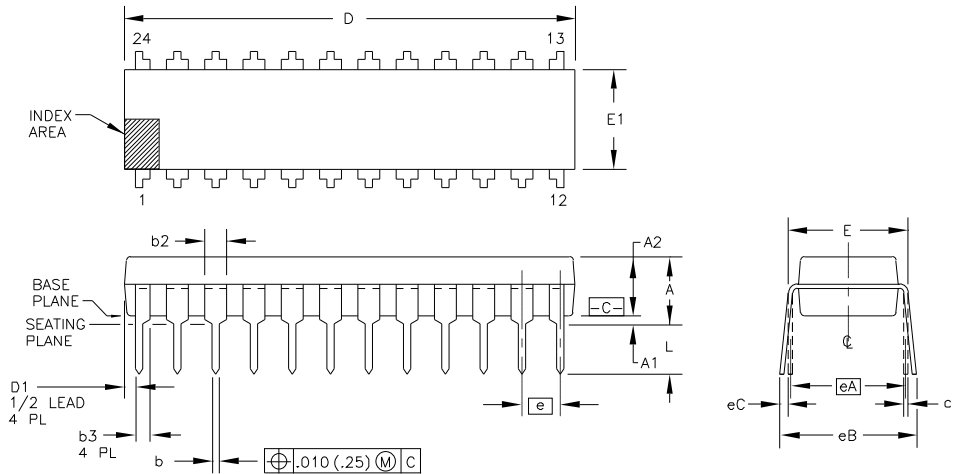 D
24
13
INDEX
AREA
E1
1
12
b2
A2
E
BASE
PLANE
A
-C-
SEATING
PLANE
L
A1
D1
1/2 LEAD
4 PL
e
eA
eC
c
b3
4 PL
eB
b
.010 (.25) Ⓜ C